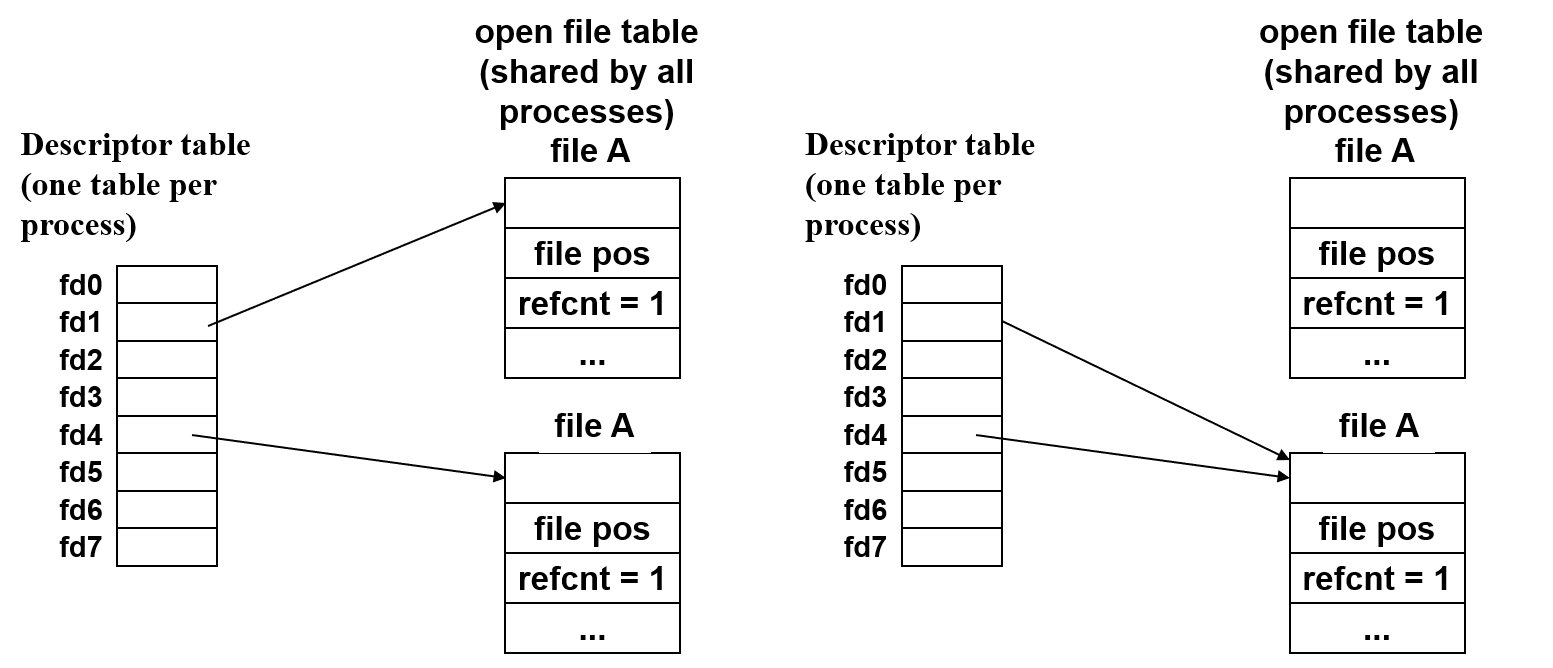 open file table
(shared by all
processes)
file A
Descriptor table
(one table per
process)
fd0
fd1
fd2
fd3
fd4
fd5
fd6
fd7
file pos
refcnt = 1
...
file A
file pos
refcnt = 1
...
open file table
(shared by all
processes)
file A
Descriptor table
(one table per
process)
fd0
fd1
fd2
fd3
fd4
fd5
fd6
fd7
file pos
refcnt = 1
...
file A
file pos
refcnt = 1
...